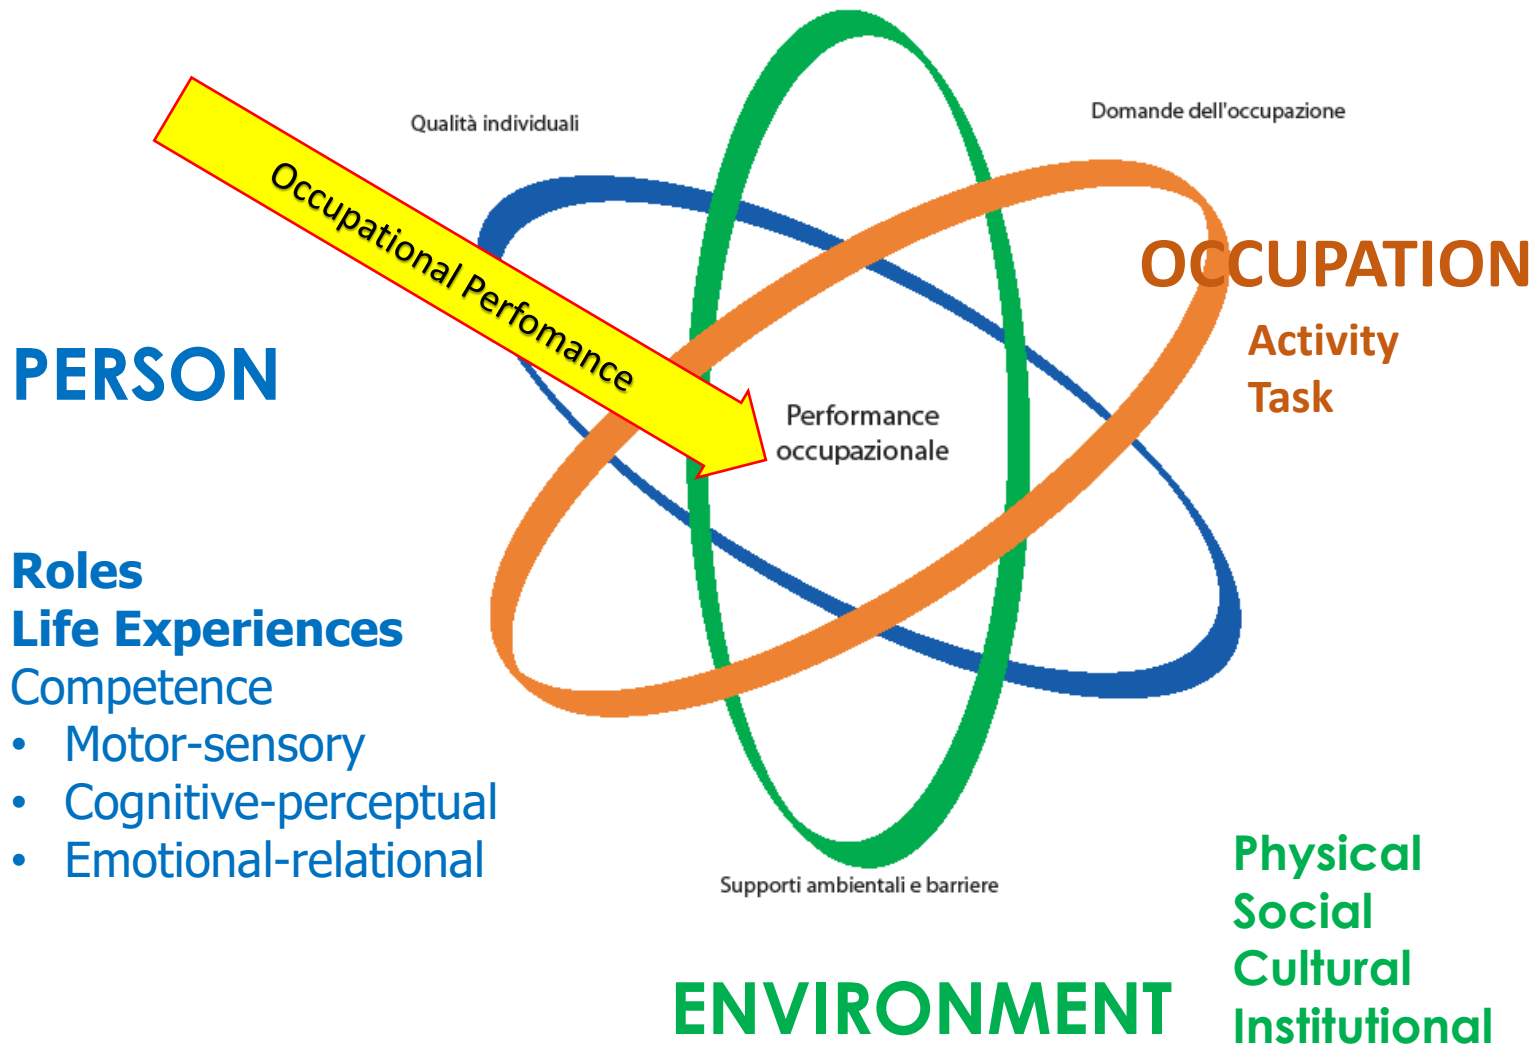 Qualità individuali
Domande dell'occupazione
Occupational Perfomance
OCCUPATION
Activity
Task
PERSON
Performance
occupazionale
Roles
Life Experiences
Competence
• Motor-sensory
• Cognitive-perceptual
• Emotional-relational
Supporti ambientali e barriere
ENVIRONMENT
Physical
Social
Cultural
Institutional